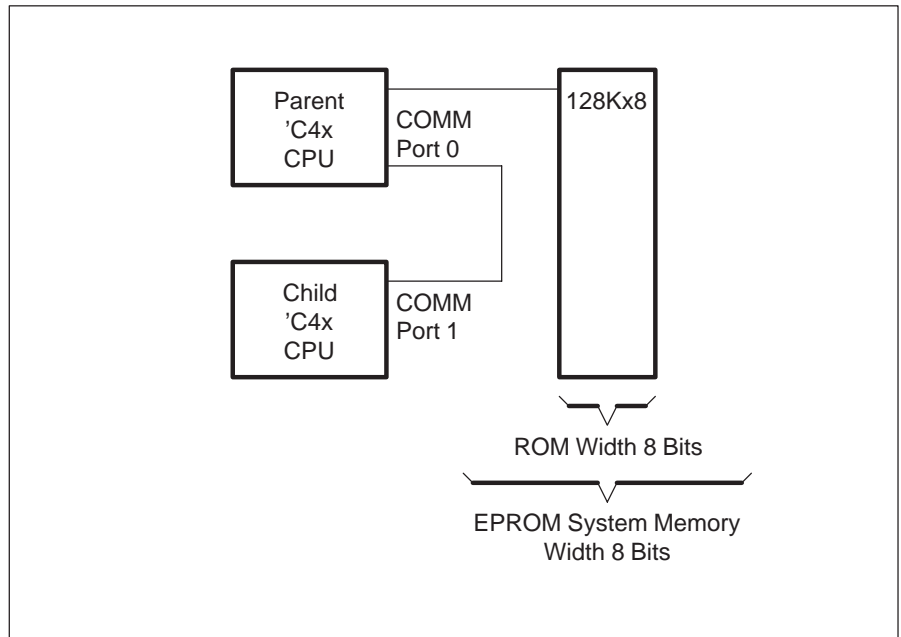 Parent
’C4x
CPU
COMM
Port 0
128Kx8
Child
’C4x
CPU
COMM
Port 1
ROM Width 8 Bits
EPROM System Memory
Width 8 Bits